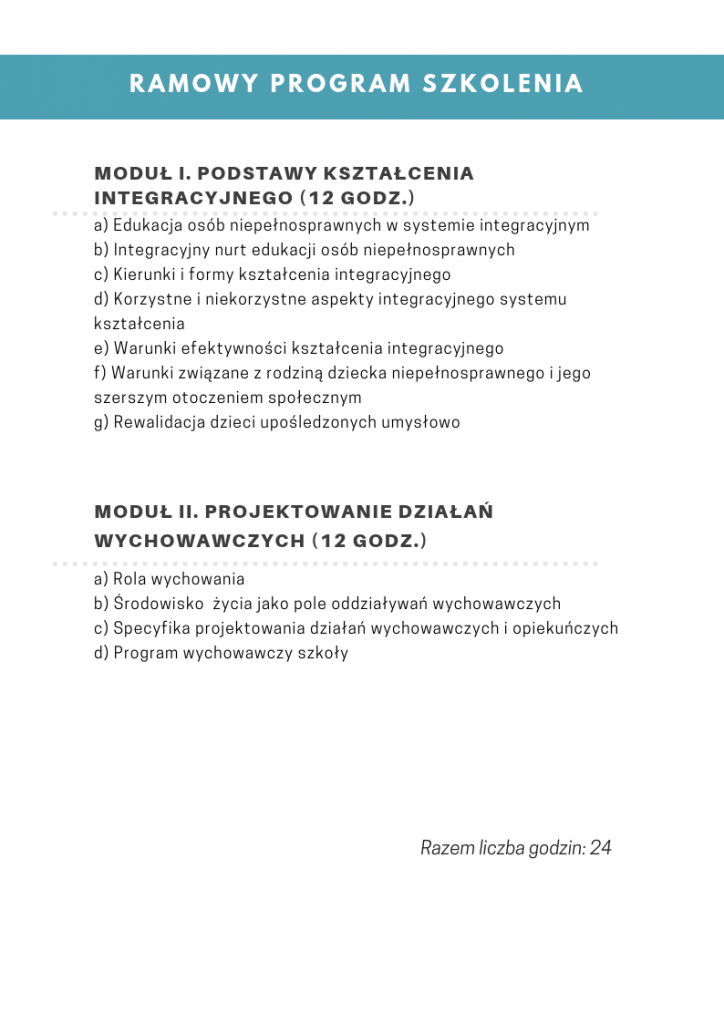 RAMOWY PROGRAM SZKOLENIA
MODUŁ I. PODSTAWY KSZTAŁCENIA
INTEGRACYJNEGO (12 GODZ.)
a) Edukacja osób niepełnosprawnych w systemie integracyjnym
b) Integracyjny nurt edukacji osób niepełnosprawnych
c) Kierunki i formy kształcenia integracyjnego
d) Korzystne i niekorzystne aspekty integracyjnego systemu
kształcenia
e) Warunki efektywności kształcenia integracyjnego
f) Warunki związane z rodziną dziecka niepełnosprawnego i jego
szerszym otoczeniem społecznym
g) Rewalidacja dzieci upośledzonych umysłowo
MODUŁ II. PROJEKTOWANIE DZIAŁAŃ
WYCHOWAWCZYCH (12 GODZ.)
a) Rola wychowania
b) Środowisko  życia jako pole oddziaływań wychowawczych
c) Specyfika projektowania działań wychowawczych i opiekuńczych
d) Program wychowawczy szkoły
Razem liczba godzin: 24